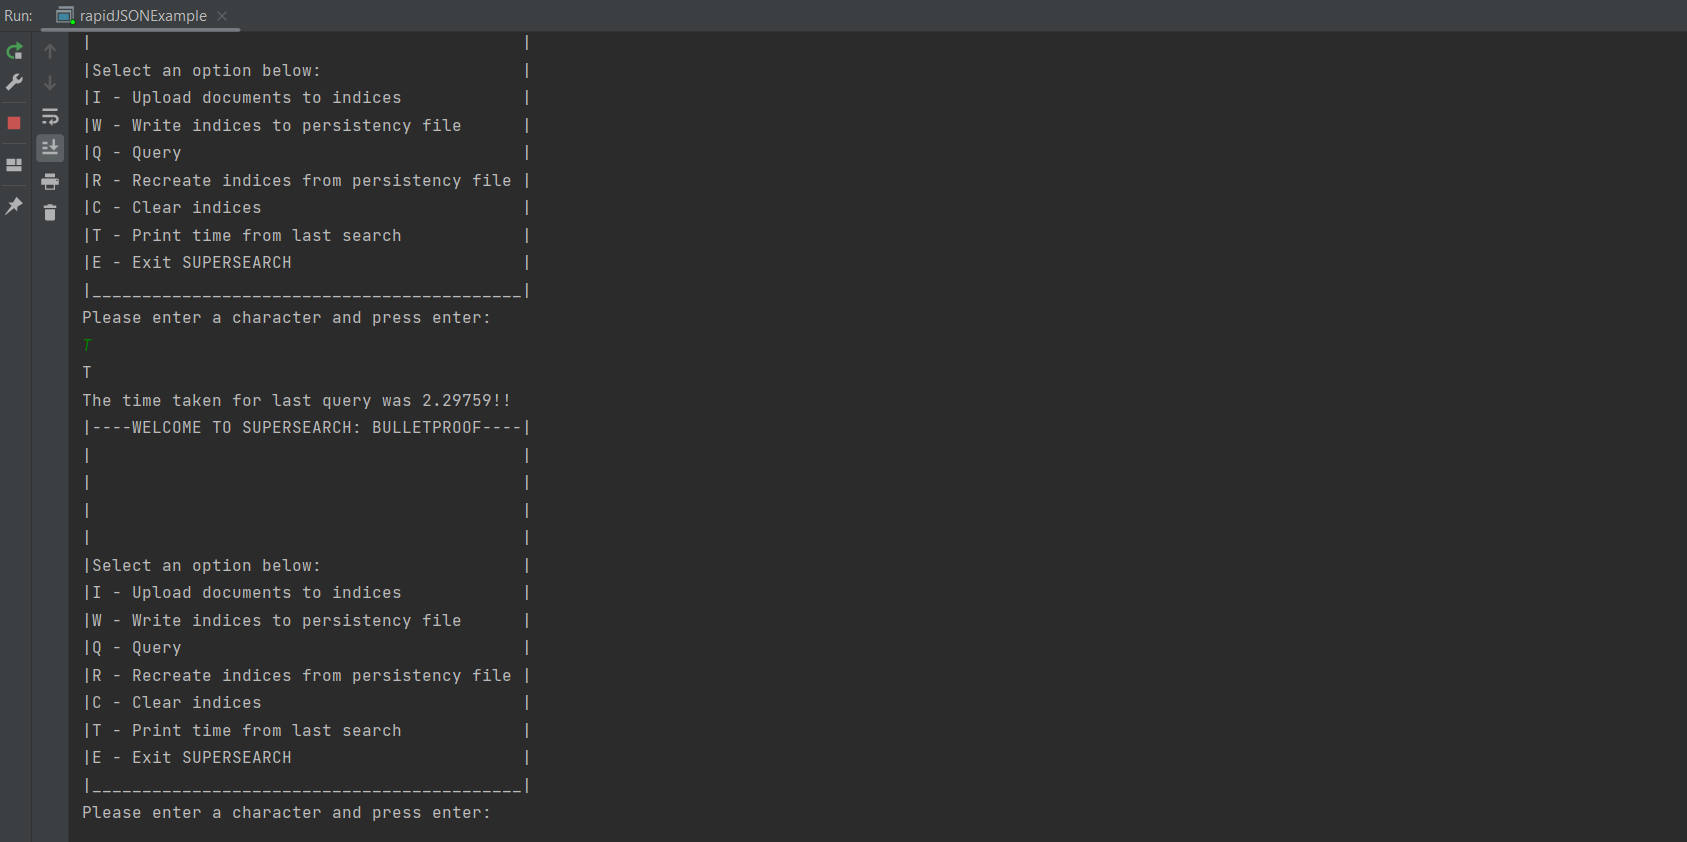 Run: rapidJSONExample
|                                           |
|Select an option below:                    |
|I - Upload documents to indices            |
|W - Write indices to persistency file      |
|Q - Query                                  |
|R - Recreate indices from persistency file |
|C - Clear indices                          |
|T - Print time from last search            |
|E - Exit SUPERSEARCH                       |
|___________________________________________|
Please enter a character and press enter:
T
T
The time taken for last query was 2.29759!!
|----WELCOME TO SUPERSEARCH: BULLETPROOF----|
|                                           |
|                                           |
|                                           |
|                                           |
|Select an option below:                    |
|I - Upload documents to indices            |
|W - Write indices to persistency file      |
|Q - Query                                  |
|R - Recreate indices from persistency file |
|C - Clear indices                          |
|T - Print time from last search            |
|E - Exit SUPERSEARCH                       |
|___________________________________________|
Please enter a character and press enter: